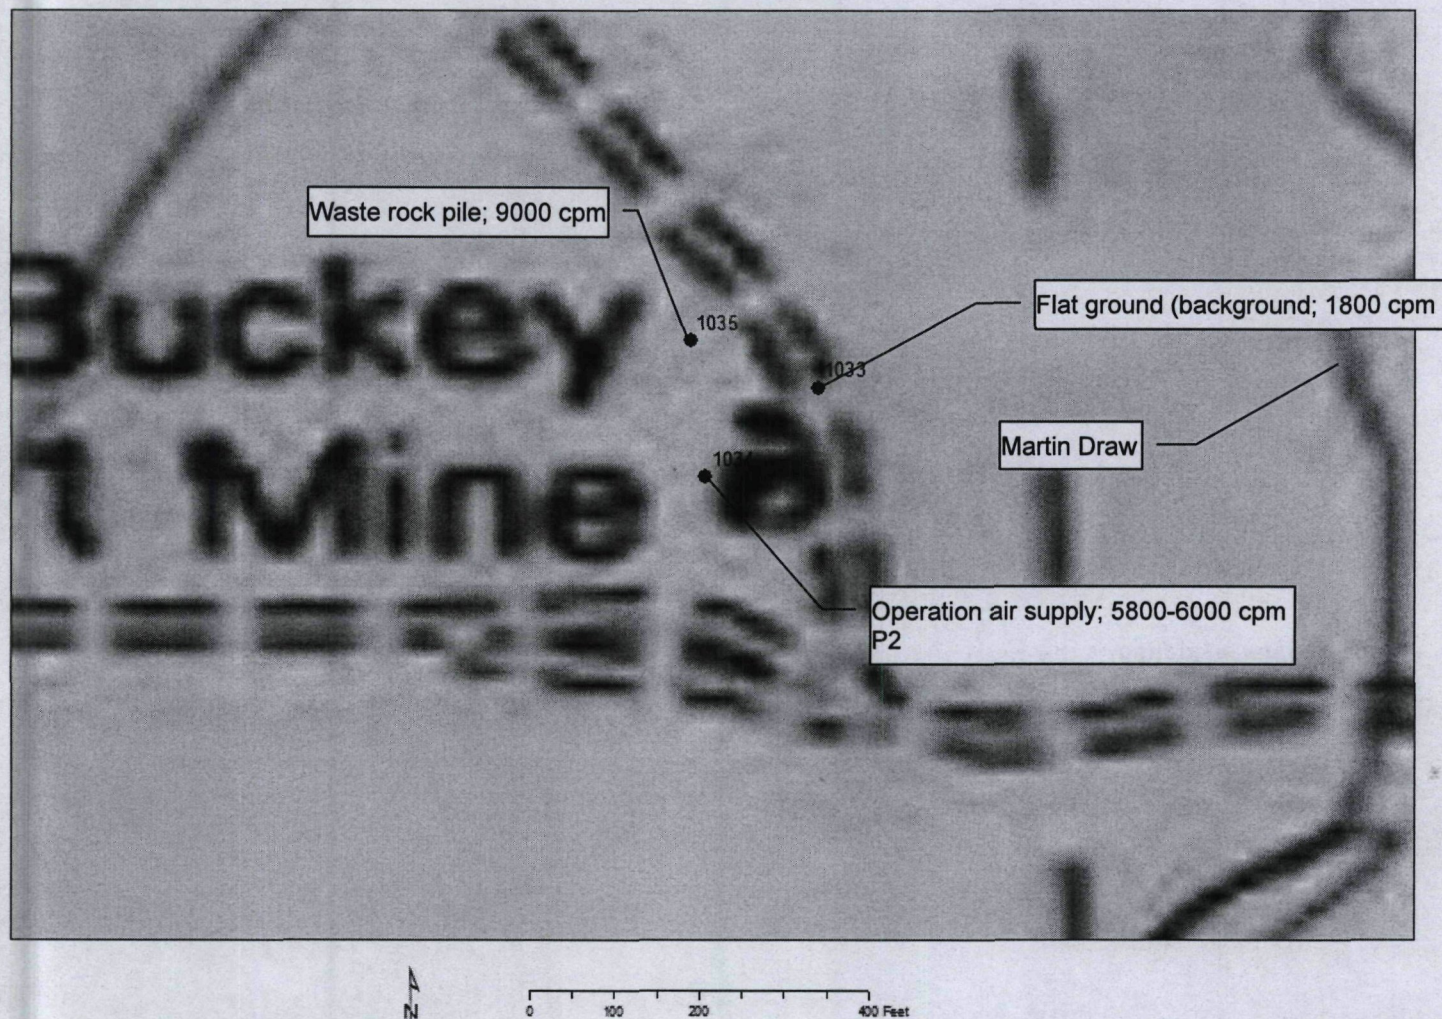 Waste rock pile; 9000 cpm
Flat ground (background; 1800 cpm
Buckey
1035
1033
Martin Draw
1034
Mine
Operation air supply; 5800-6000 cpm
P2
N
0 100 200 400 Feet